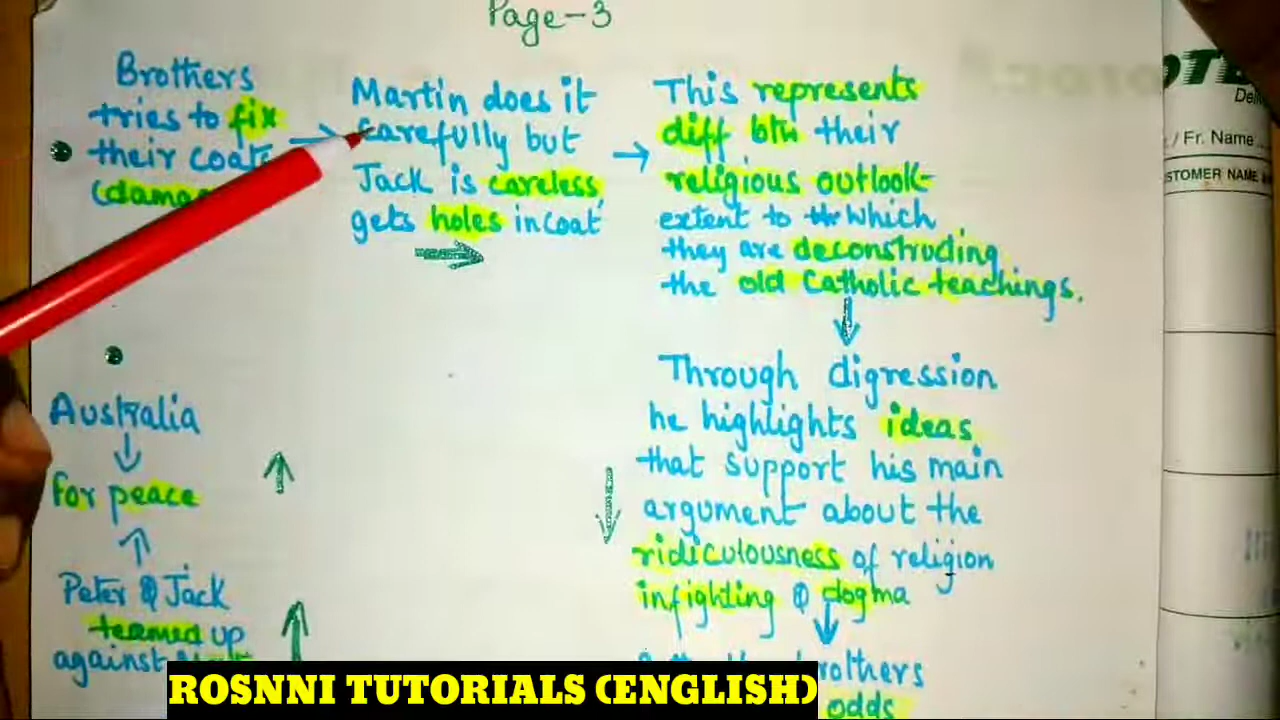 Page-3
Brothers
tries to fix
their coats
Martin does it
carefully but
Jack is careless
gets holes in coat
This represents
diff btn their
religious outlook-
extent to which
they are deconstructing
the old Catholic teachings.
Through digression
he highlights ideas
that support his main
argument about the
ridiculousness of religion
infighting & dogma
brothers
odds
Australia
for peace
Peter & Jack
teamed up
against
/ Fr. Name
ROSNNI TUTORIALS (ENGLISH)